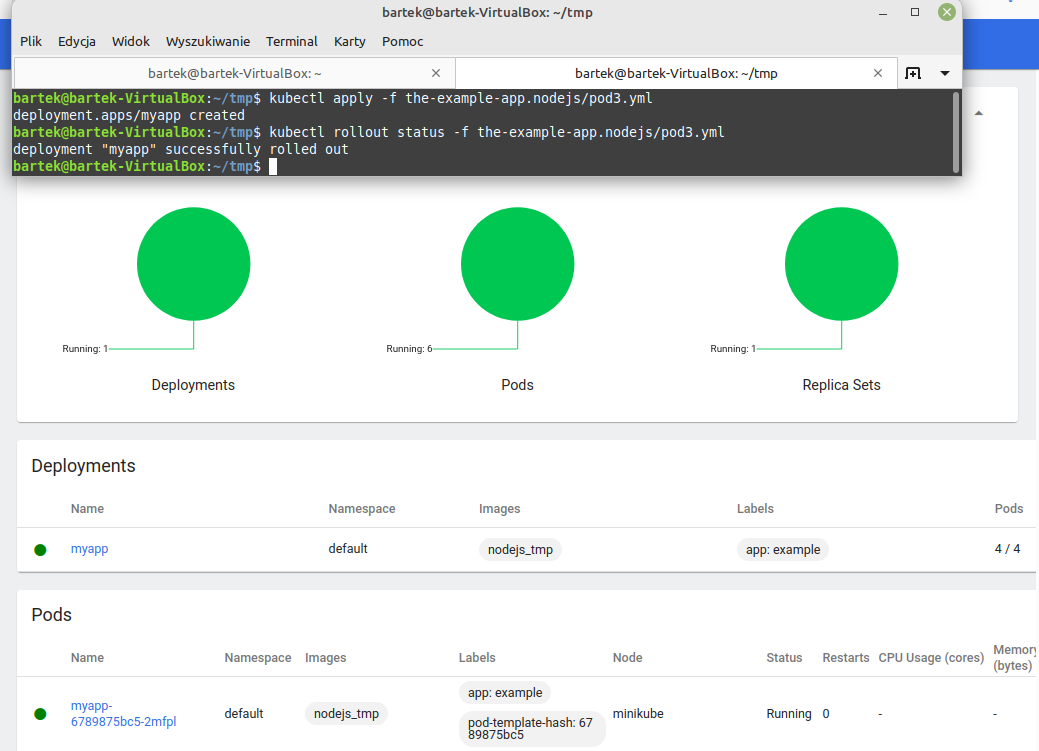 bartek@bartek-VirtualBox: ~/tmp
Plik Edycja Widok Wyszukiwanie Terminal Karty Pomoc
bartek@bartek-VirtualBox: ~ bartek@bartek-VirtualBox: ~/tmp
bartek@bartek-VirtualBox:~/tmp$ kubectl apply -f the-example-app.nodejs/pod3.yml
deployment.apps/myapp created
bartek@bartek-VirtualBox:~/tmp$ kubectl rollout status -f the-example-app.nodejs/pod3.yml
deployment "myapp" successfully rolled out
bartek@bartek-VirtualBox:~/tmp$
Running: 1 Running: 6 Running: 1
Deployments Pods Replica Sets
Deployments
Name Namespace Images Labels Pods
myapp default nodejs_tmp app: example 4 / 4
Pods
Name Namespace Images Labels Node Status Restarts CPU Usage (cores) Memory
(bytes)
app: example
myapp-
6789875bc5-2mfpl default nodejs_tmp minikube Running 0 - -
pod-template-hash: 67
89875bc5